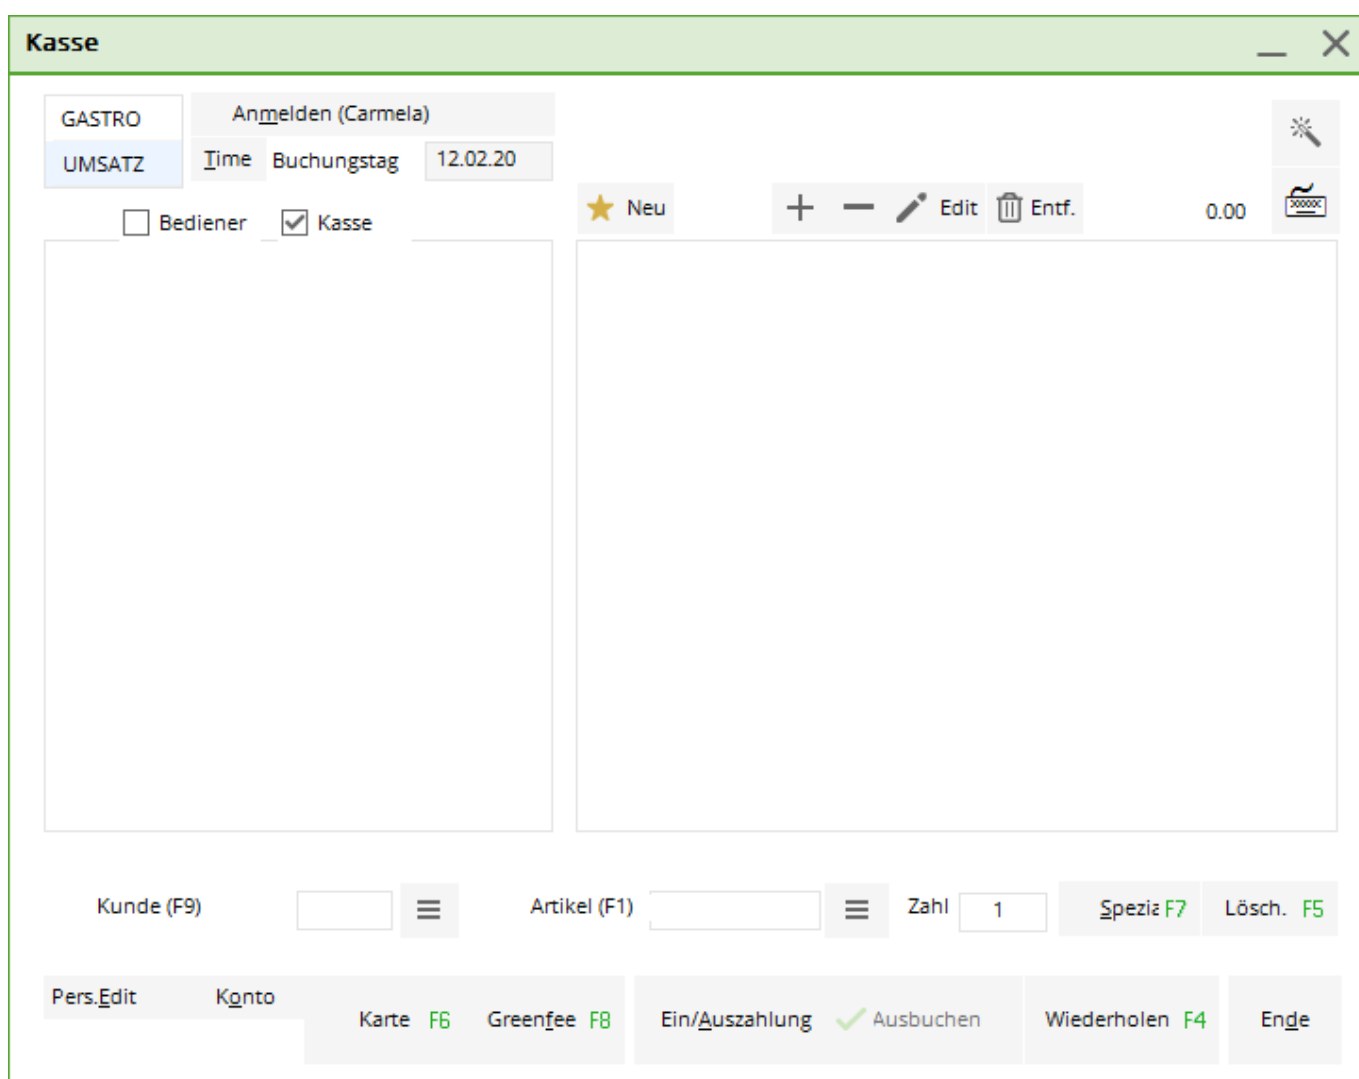 Kasse
GASTRO
Anmelden (Carmela)
UMSATZ
Time Buchungstag 12.02.20
Neu
Edit
Entf.
0.00
Bediener
Kasse
Kunde (F9)
Artikel (F1)
Zahl 1
Spezia F7
Lösch. F5
Pers.Edit
Konto
Karte F6
Greenfee F8
Ein/Auszahlung
Ausbuchen
Wiederholen F4
Ende